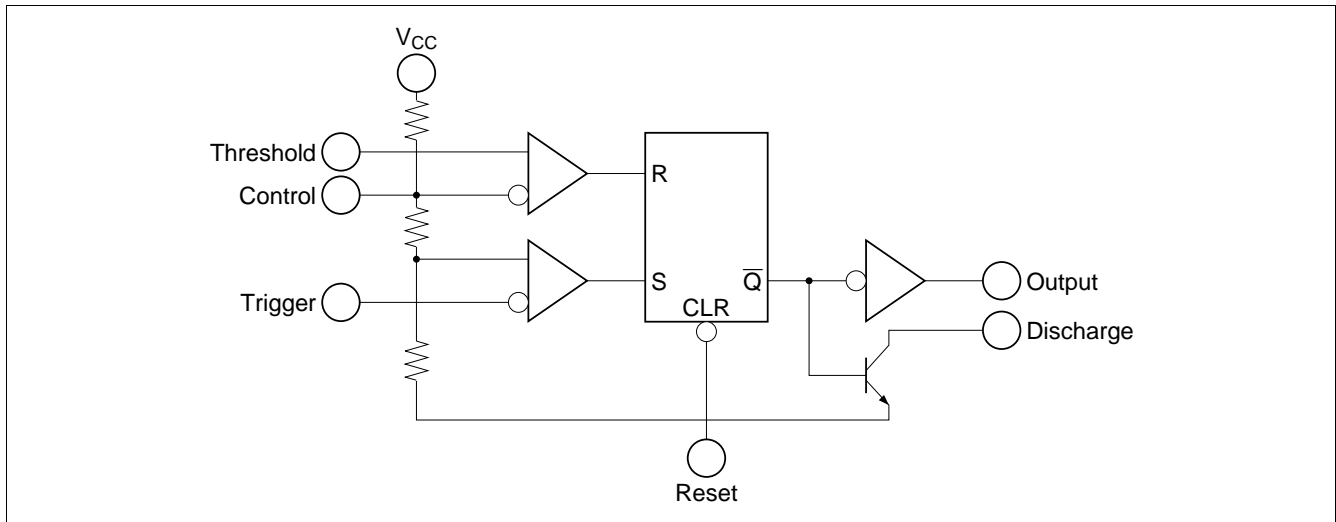 VCC
Threshold
Control
Trigger
R
S
Q̅
CLR
Output
Discharge
Reset